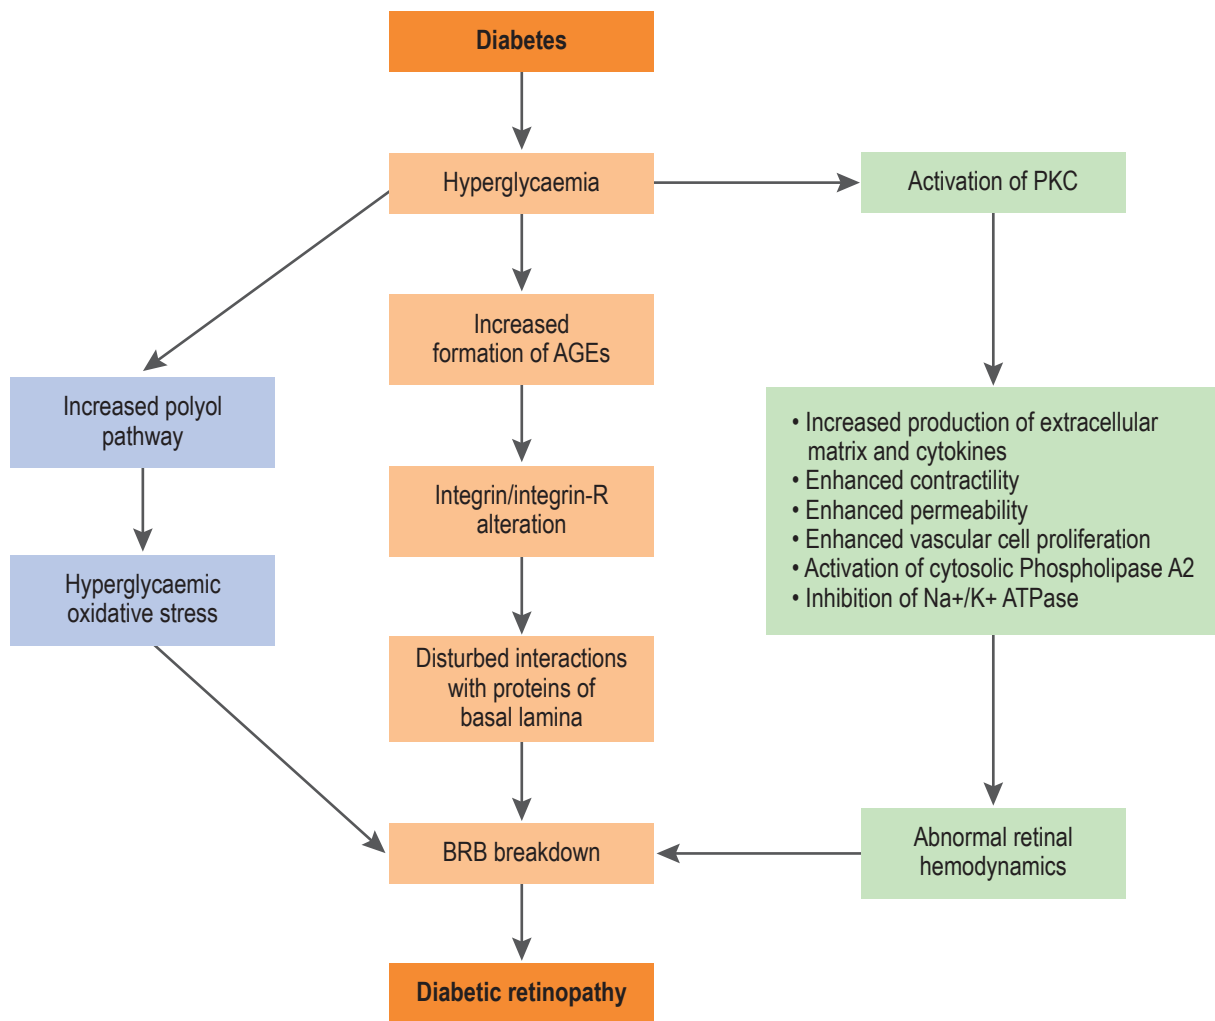 Diabetes
Hyperglycaemia
Activation of PKC
Increased
formation of AGEs
Increased polyol
pathway
• Increased production of extracellular
matrix and cytokines
• Enhanced contractility
• Enhanced permeability
• Enhanced vascular cell proliferation
• Activation of cytosolic Phospholipase A2
• Inhibition of Na+/K+ ATPase
Integrin/integrin-R
alteration
Hyperglycaemic
oxidative stress
Disturbed interactions
with proteins of
basal lamina
BRB breakdown
Abnormal retinal
hemodynamics
Diabetic retinopathy